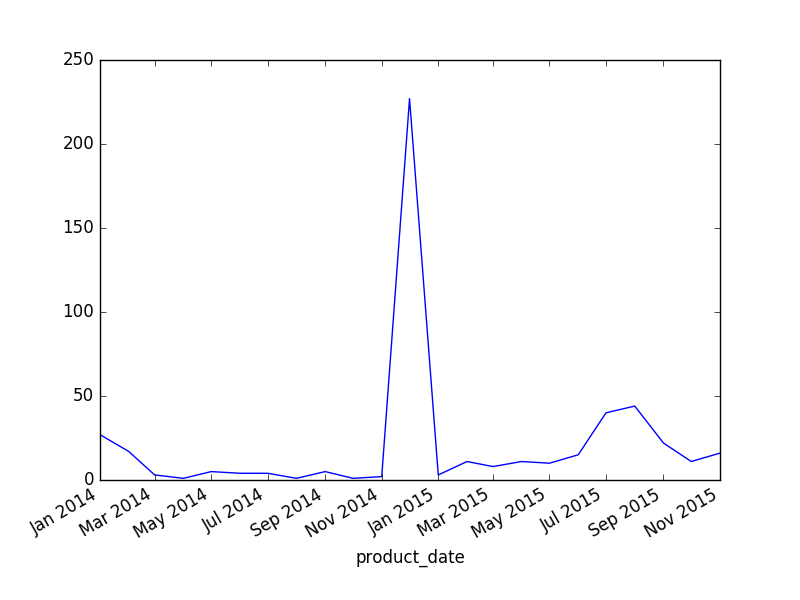 250
200
150
100
50
0
Jan 2014
Mar 2014
May 2014
Jul 2014
Sep 2014
Nov 2014
Jan 2015
Mar 2015
May 2015
Jul 2015
Sep 2015
Nov 2015
product_date